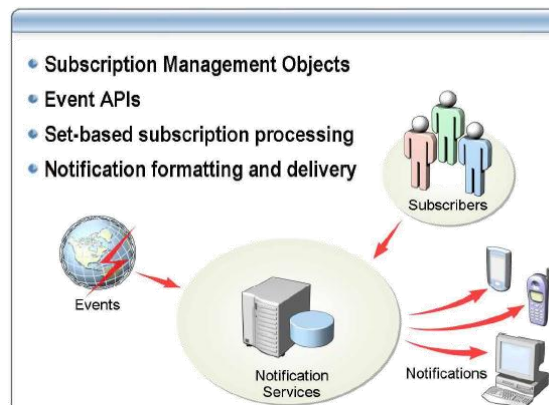 Subscription Management Objects
Event APIs
Set-based subscription processing
Notification formatting and delivery
Subscribers
Events
Notification
Services
Notifications